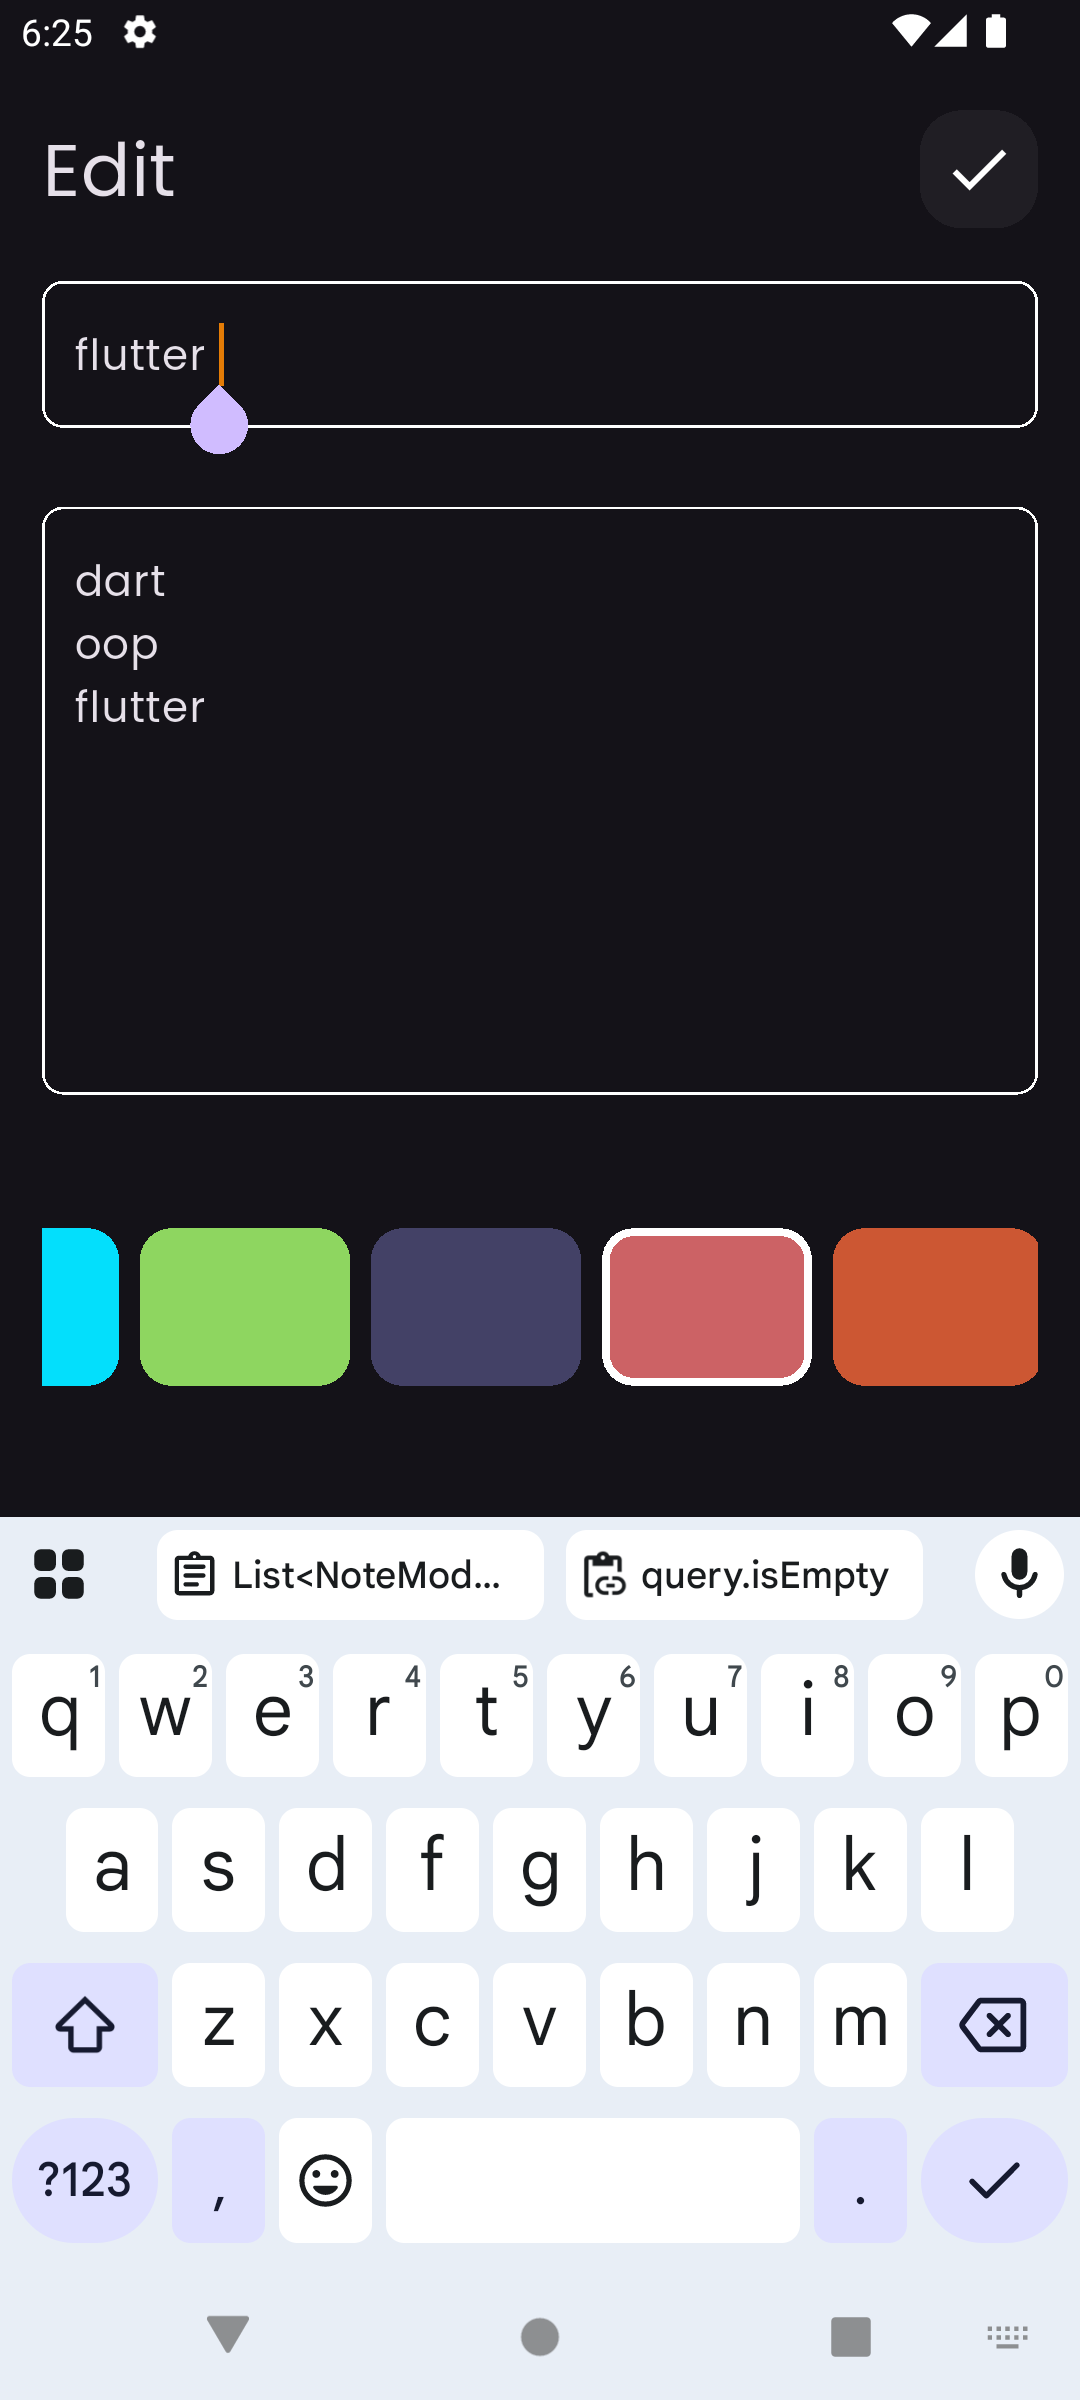 6:25
Edit
flutter
dart
oop
flutter
List<NoteMod...
query.isEmpty
q 1 w 2 e 3 r 4 t 5 y 6 u 7 i 8 o 9 p 0
a s d f g h j k l
z x c v b n m
?123 , .